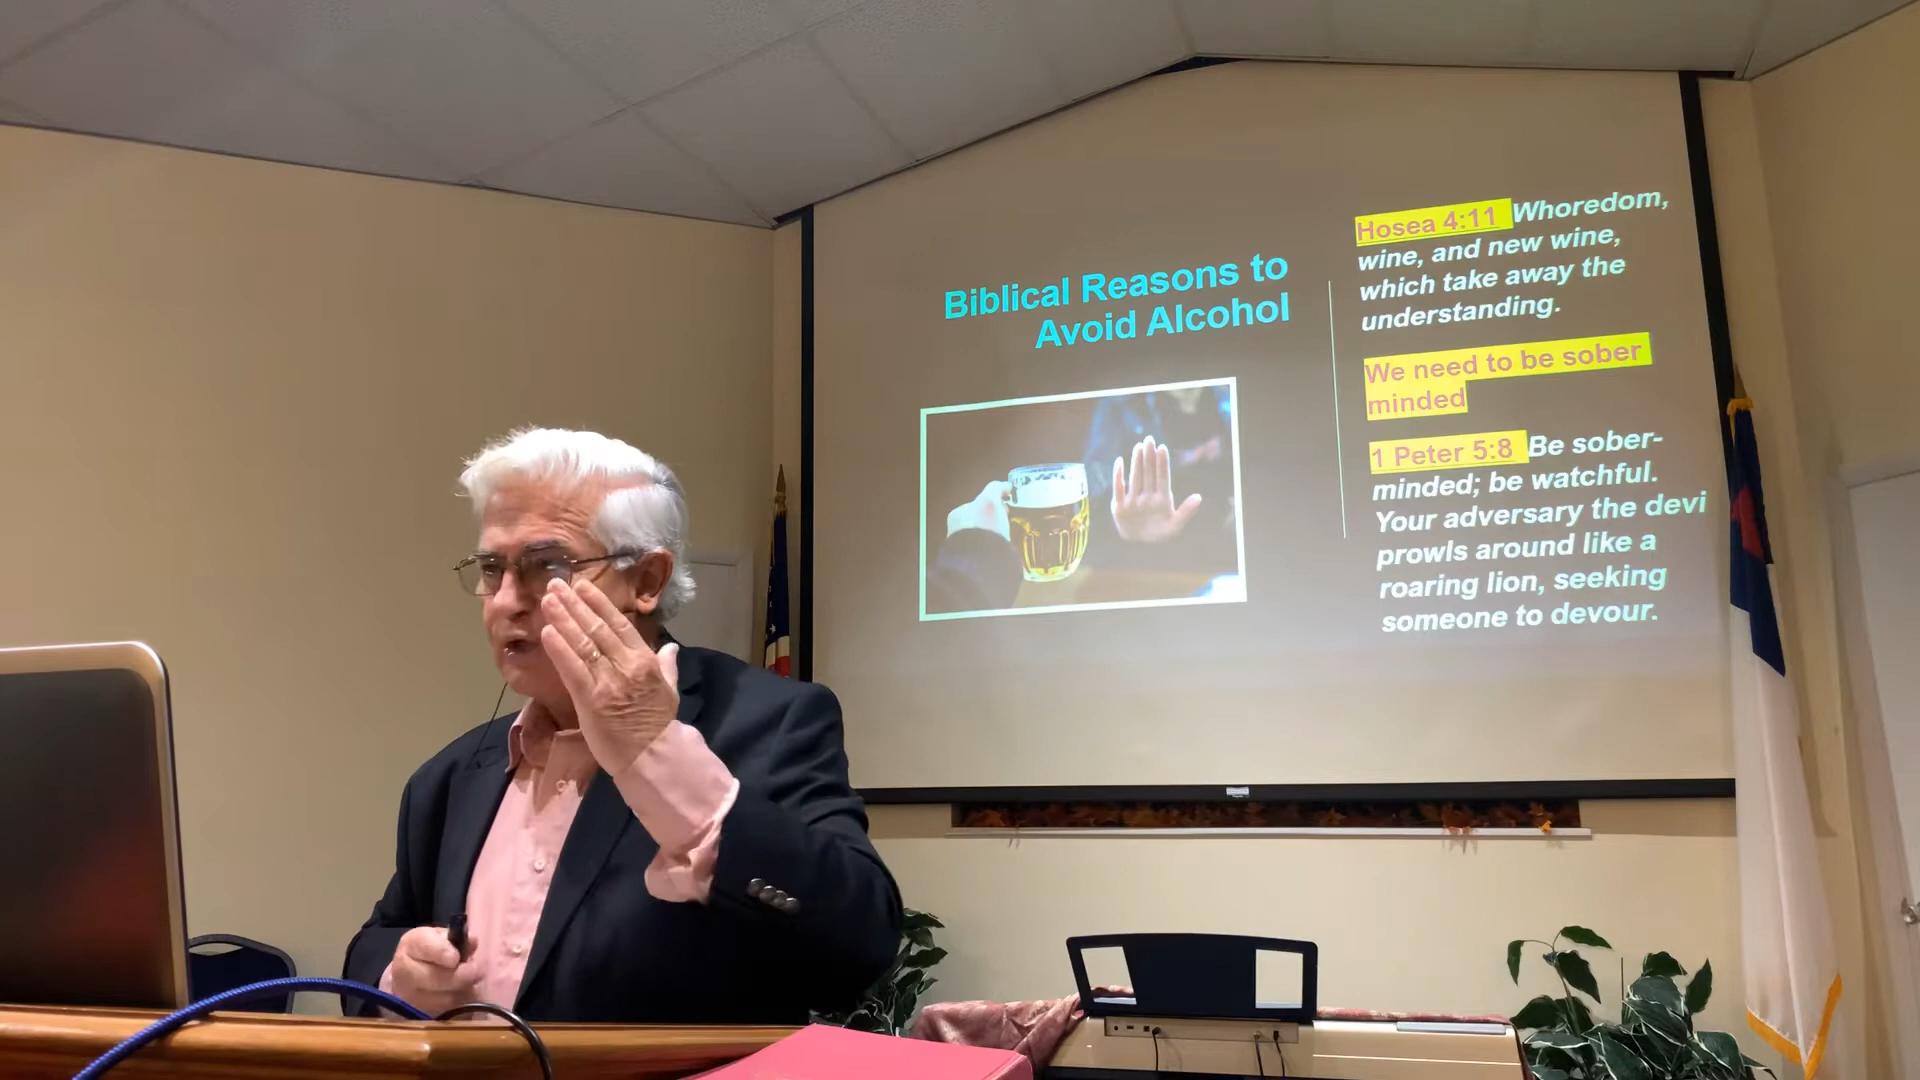 Biblical Reasons to
Avoid Alcohol
Hosea 4:11 Whoredom,
wine, and new wine,
which take away the
understanding.
We need to be sober
minded
1 Peter 5:8 Be sober-
minded; be watchful.
Your adversary the devi
prowls around like a
roaring lion, seeking
someone to devour.